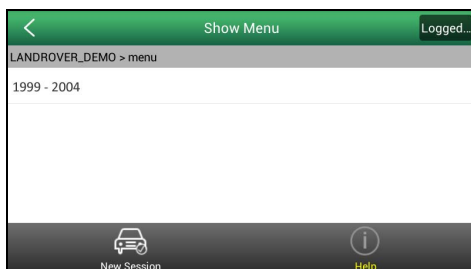 Show Menu
Logged...
LANDROVER_DEMO > menu
1999 - 2004
New Session
Help